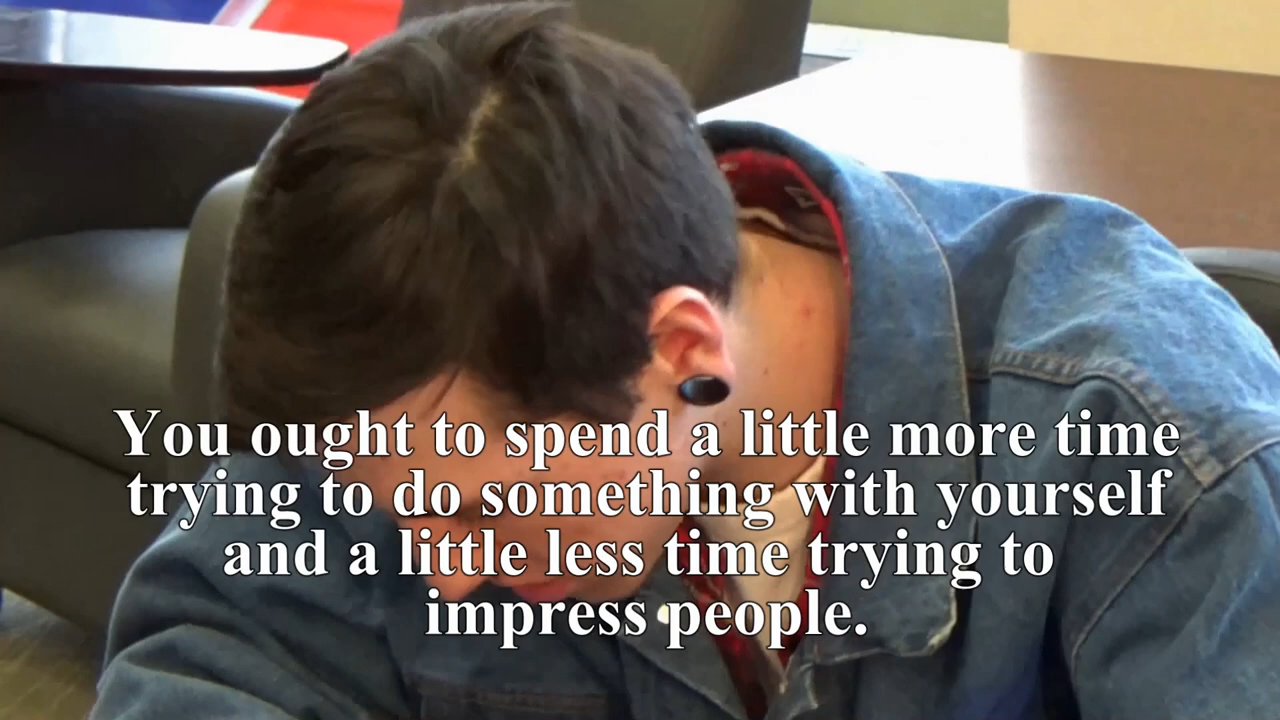 You ought to spend a little more time
trying to do something with yourself
and a little less time trying to
impress people.